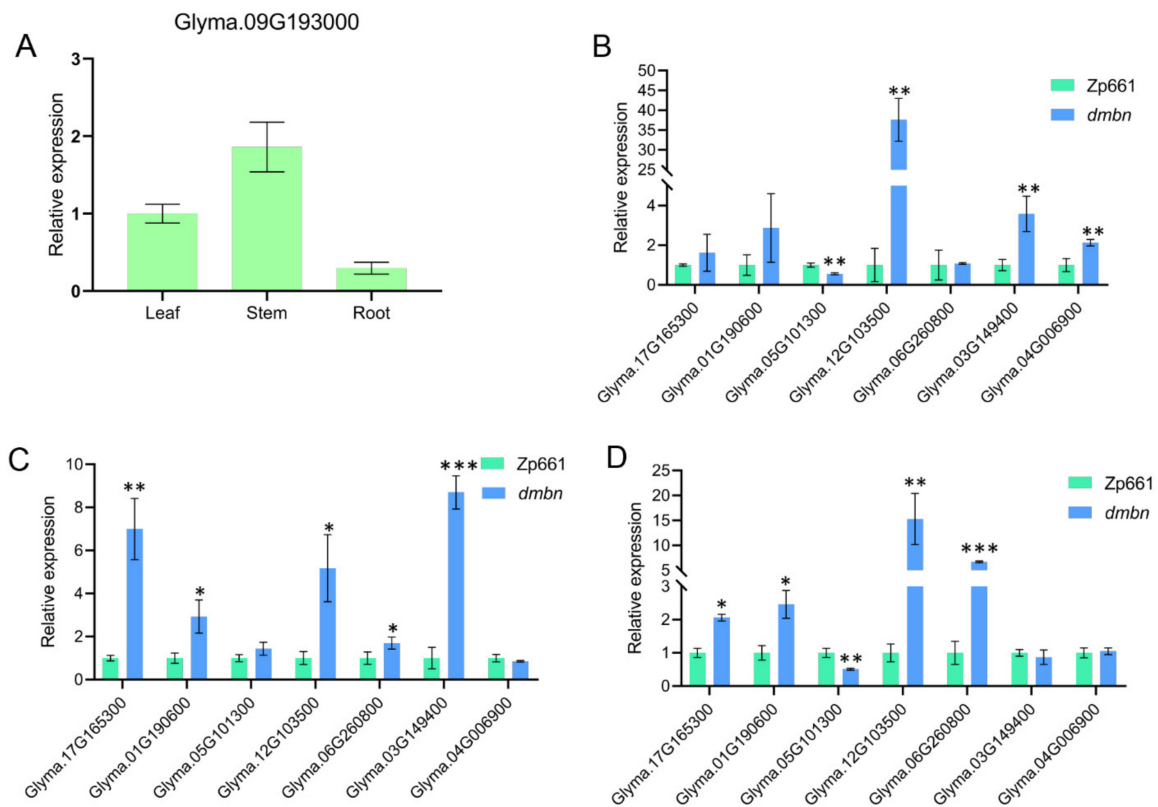 Glyma.09G193000
A
Relative expression
3
2
1
0
Leaf Stem Root
B
Relative expression
50
45
40
35
30
25
4
2
0
Zp661
dmbn
**
**
**
**
Glyma.17G165300
Glyma.01G190600
Glyma.05G101300
Glyma.12G103500
Glyma.06G260800
Glyma.03G149400
Glyma.04G006900
C
Relative expression
10
8
6
4
2
0
Zp661
dmbn
**
*
*
*
***
Glyma.17G165300
Glyma.01G190600
Glyma.05G101300
Glyma.12G103500
Glyma.06G260800
Glyma.03G149400
Glyma.04G006900
D
Relative expression
25
20
15
10
5
3
2
1
0
Zp661
dmbn
*
*
**
**
***
Glyma.17G165300
Glyma.01G190600
Glyma.05G101300
Glyma.12G103500
Glyma.06G260800
Glyma.03G149400
Glyma.04G006900